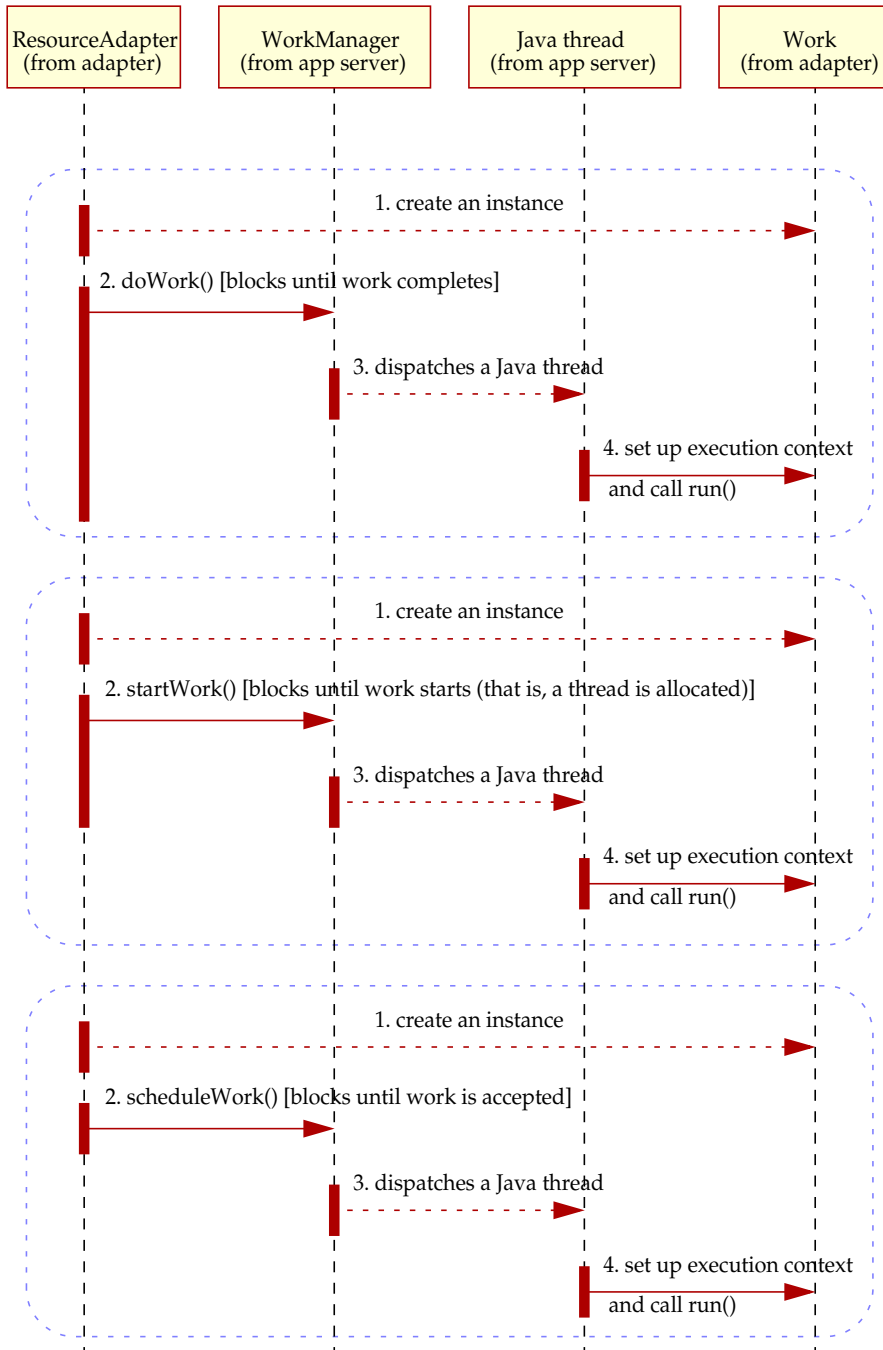 ResourceAdapter
(from adapter)
WorkManager
(from app server)
Java thread
(from app server)
Work
(from adapter)
1. create an instance
2. doWork() [blocks until work completes]
3. dispatches a Java thread
4. set up execution context
and call run()
1. create an instance
2. startWork() [blocks until work starts (that is, a thread is allocated)]
3. dispatches a Java thread
4. set up execution context
and call run()
1. create an instance
2. scheduleWork() [blocks until work is accepted]
3. dispatches a Java thread
4. set up execution context
and call run()